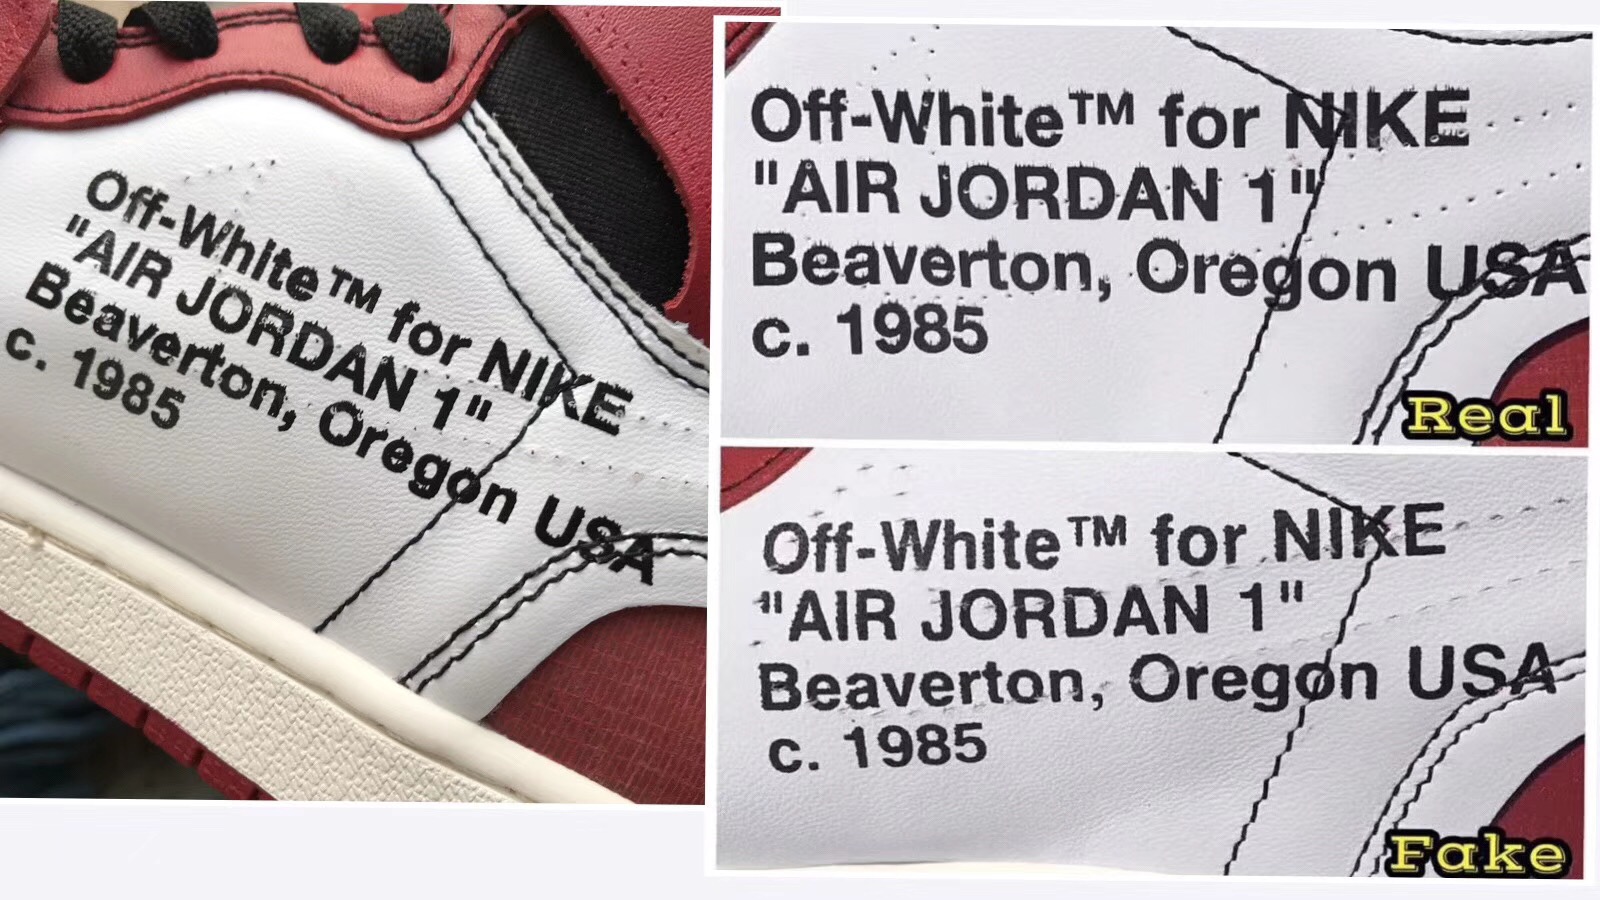 Off-White™ for NIKE
"AIR JORDAN 1"
Beaverton, Oregon USA
c. 1985
Off-White™ for NIKE
"AIR JORDAN 1"
Beaverton, Oregon USA
c. 1985
Real
Off-White™ for NIKE
"AIR JORDAN 1"
Beaverton, Oregon USA
c. 1985
Fake